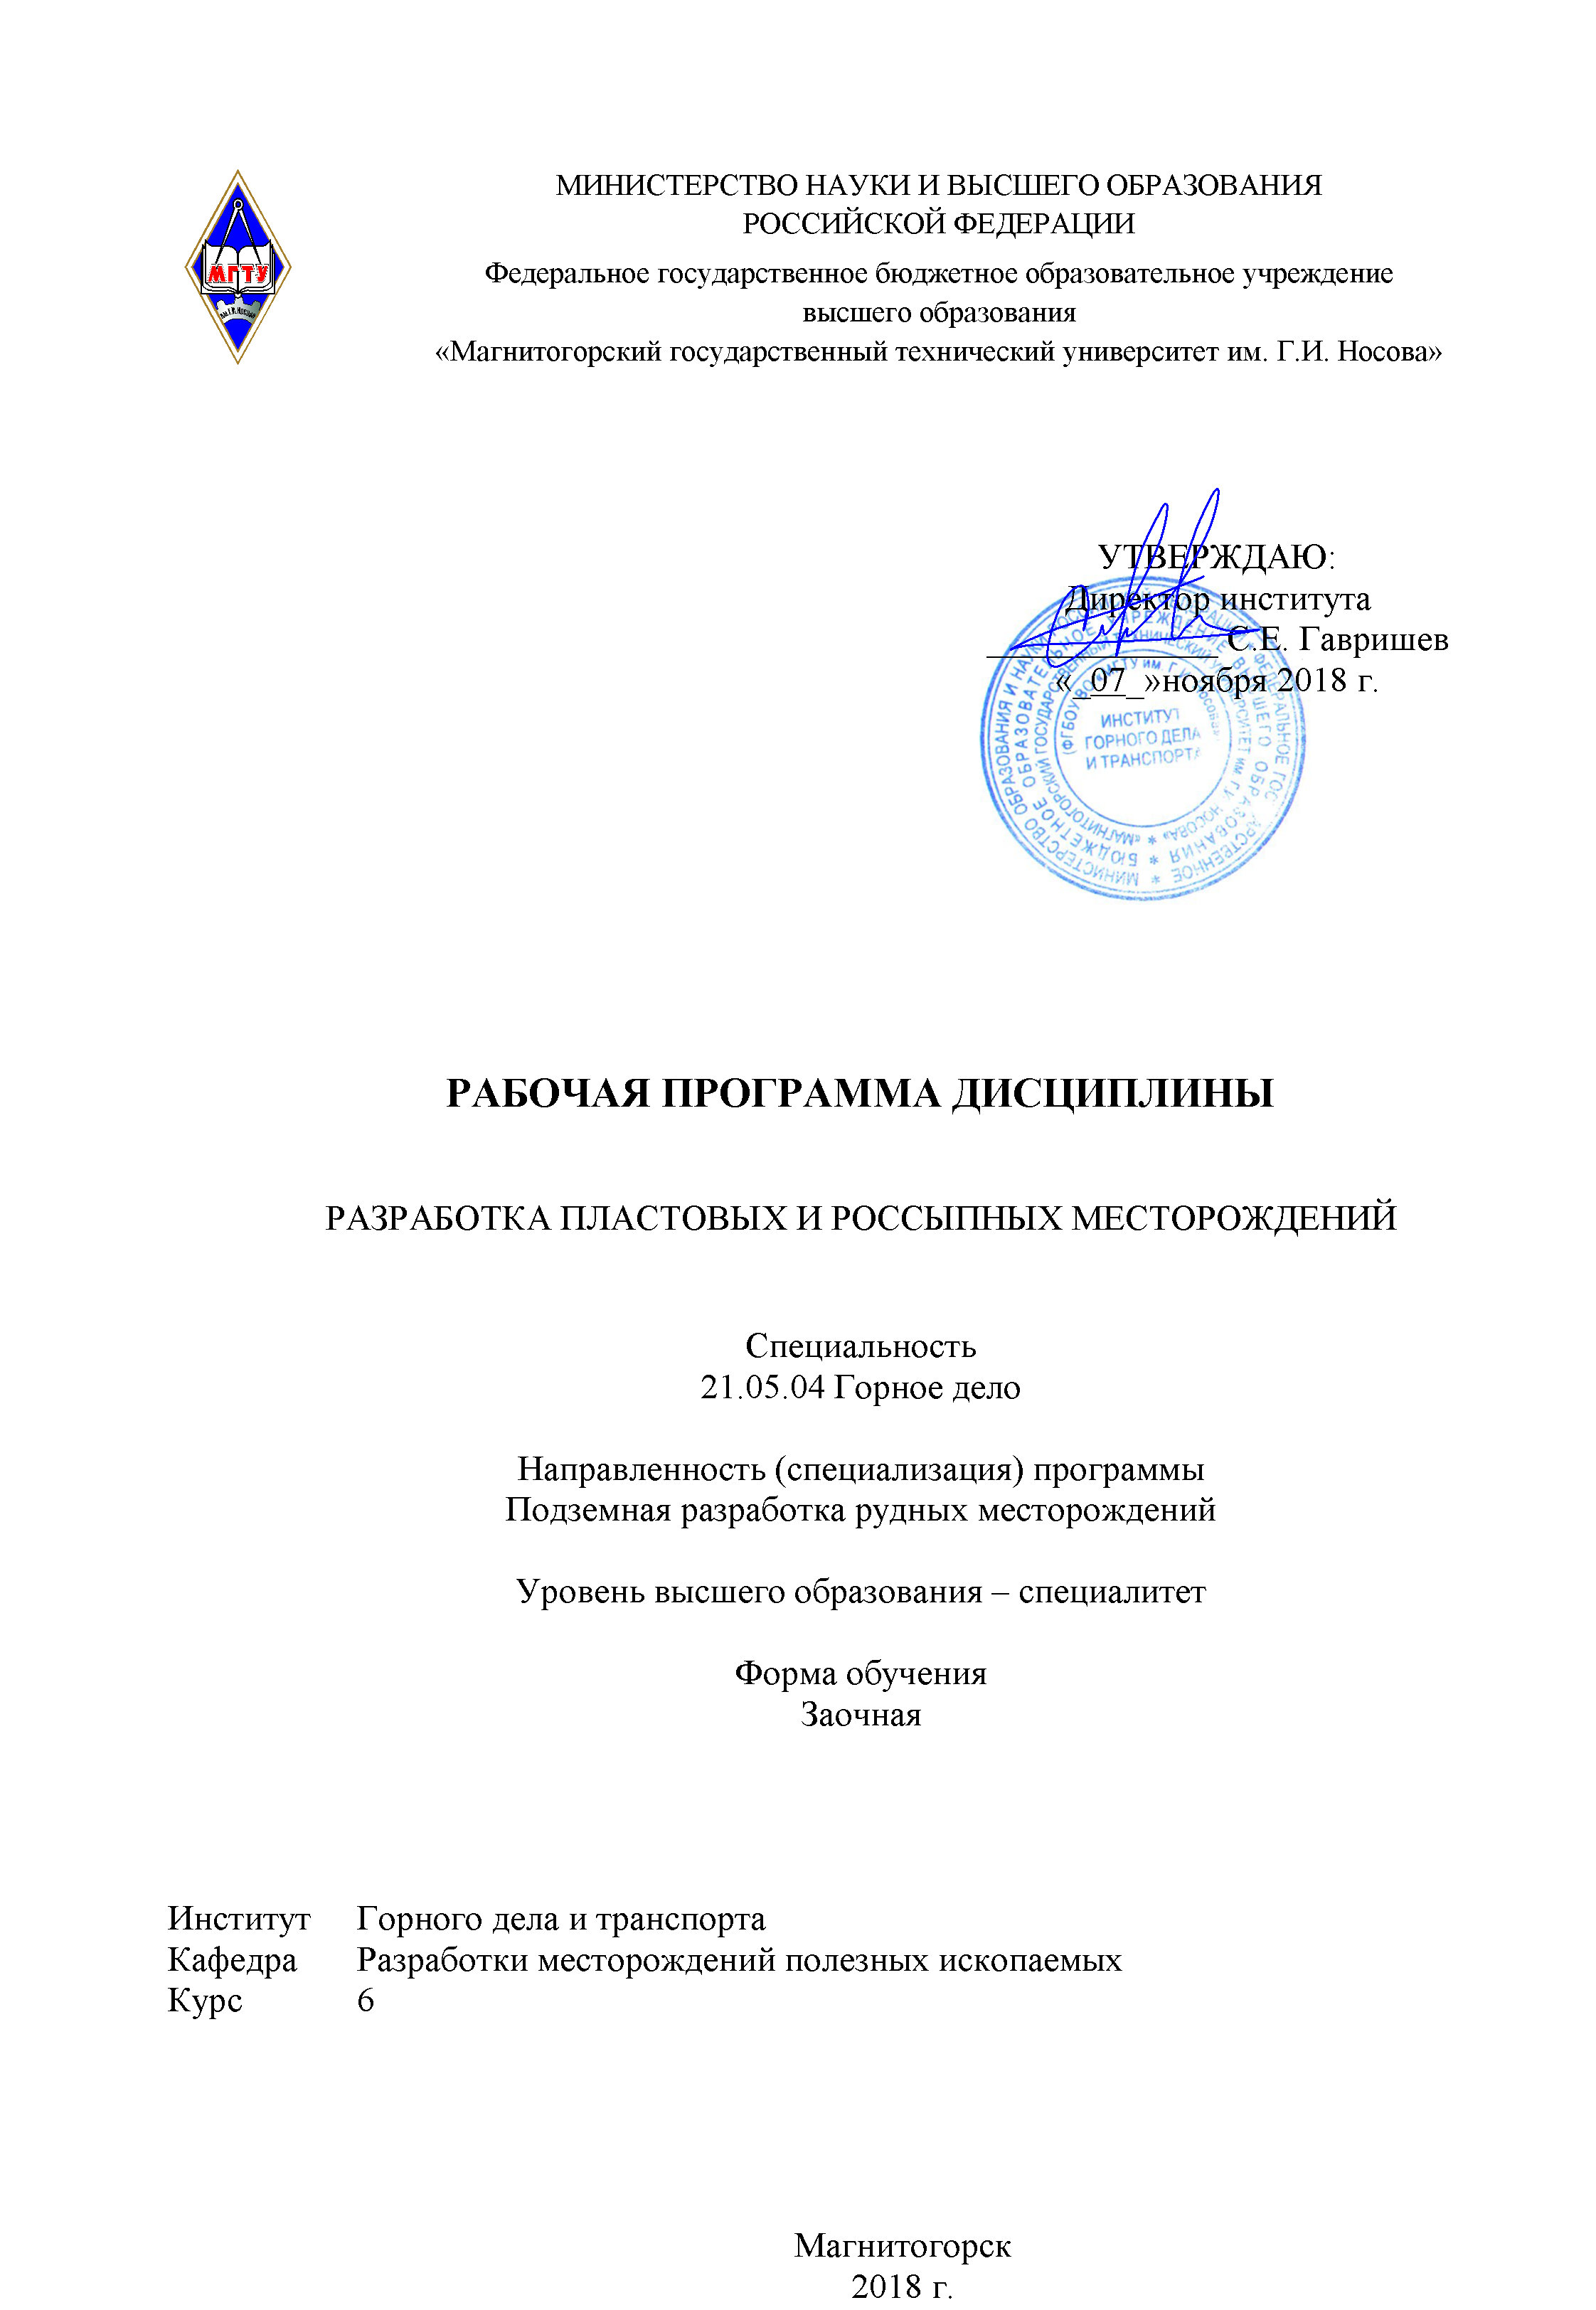 МИНИСТЕРСТВО НАУКИ И ВЫСШЕГО ОБРАЗОВАНИЯ
РОССИЙСКОЙ ФЕДЕРАЦИИ
Федеральное государственное бюджетное образовательное учреждение
высшего образования
«Магнитогорский государственный технический университет им. Г.И. Носова»
МГТУ
УТВЕРЖДАЮ:
Директор института
_____________ С.Е. Гавришев
«_07_»ноября 2018 г.
ИНСТИТУТ
ГОРНОГО ДЕЛА
И ТРАНСПОРТА
РАБОЧАЯ ПРОГРАММА ДИСЦИПЛИНЫ
РАЗРАБОТКА ПЛАСТОВЫХ И РОССЫПНЫХ МЕСТОРОЖДЕНИЙ
Специальность
21.05.04 Горное дело
Направленность (специализация) программы
Подземная разработка рудных месторождений
Уровень высшего образования – специалитет
Форма обучения
Заочная
Институт Горного дела и транспорта
Кафедра Разработки месторождений полезных ископаемых
Курс 6
Магнитогорск
2018 г.